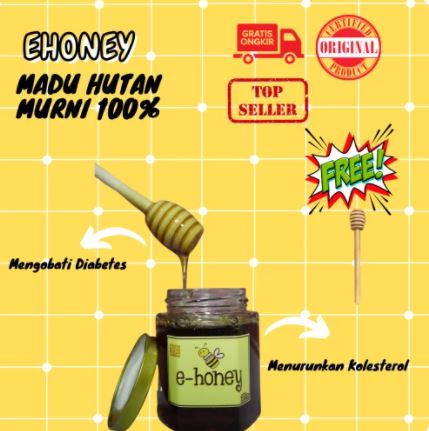 EHONEY
MADU HUTAN
MURNI 100%
GRATIS
ONGKIR
CERTIFIED
ORIGINAL
PRODUCT
TOP
SELLER
FREE!
Mengobati Diabetes
e-honey
Menurunkan Kolesterol